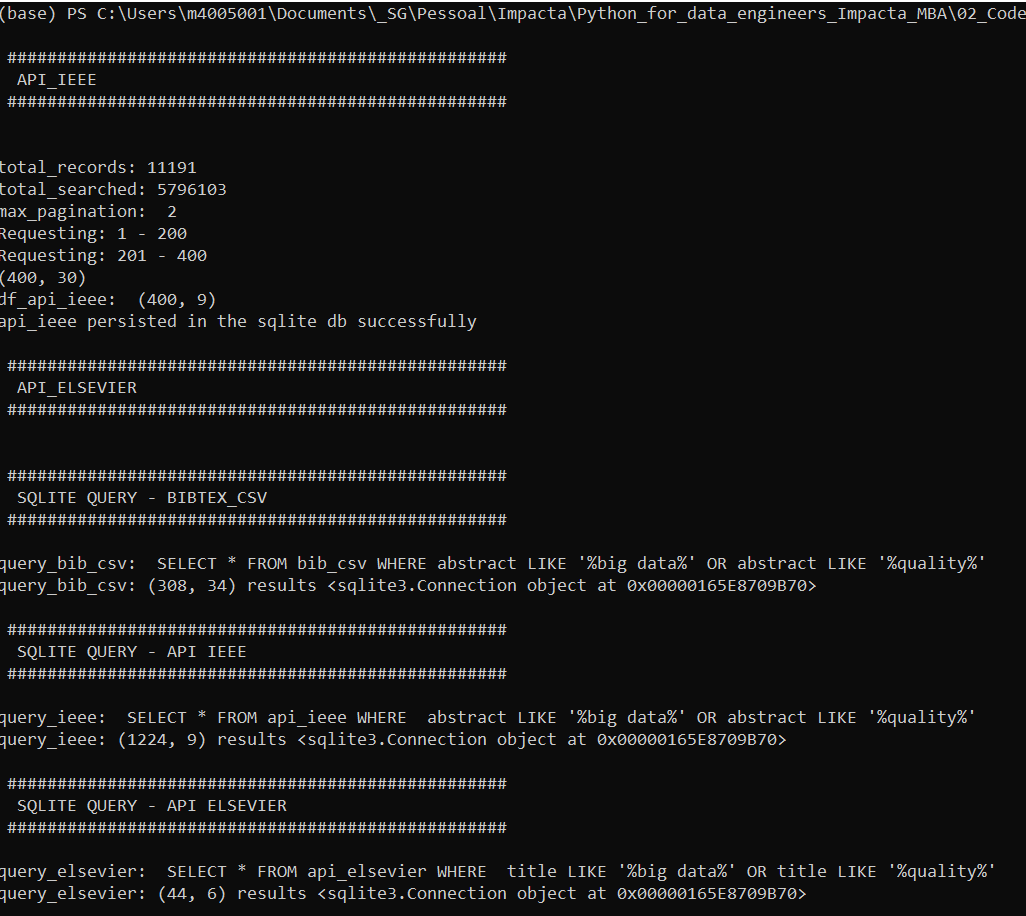 (base) PS C:\Users\m4005001\Documents\_SG\Pessoal\Impacta\Python_for_data_engineers_Impacta_MBA\02_Code
##################################################
API_IEEE
##################################################
total_records: 11191
total_searched: 5796103
max_pagination:  2
Requesting: 1 - 200
Requesting: 201 - 400
(400, 30)
df_api_ieee:  (400, 9)
api_ieee persisted in the sqlite db successfully
##################################################
API_ELSEVIER
##################################################
##################################################
SQLITE QUERY - BIBTEX_CSV
##################################################
query_bib_csv:  SELECT * FROM bib_csv WHERE abstract LIKE '%big data%' OR abstract LIKE '%quality%'
query_bib_csv: (308, 34) results <sqlite3.Connection object at 0x00000165E8709B70>
##################################################
SQLITE QUERY - API IEEE
##################################################
query_ieee:  SELECT * FROM api_ieee WHERE  abstract LIKE '%big data%' OR abstract LIKE '%quality%'
query_ieee: (1224, 9) results <sqlite3.Connection object at 0x00000165E8709B70>
##################################################
SQLITE QUERY - API ELSEVIER
##################################################
query_elsevier:  SELECT * FROM api_elsevier WHERE  title LIKE '%big data%' OR title LIKE '%quality%'
query_elsevier: (44, 6) results <sqlite3.Connection object at 0x00000165E8709B70>